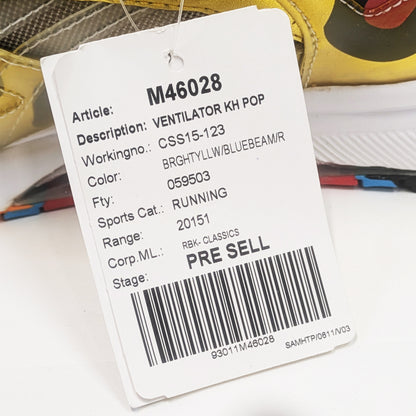 Article: M46028
Description: VENTILATOR KH POP
Workingno.: CSS15-123
Color: BRGHTYLLW/BLUEBEAM/R
Fty: 059503
Sports Cat.: RUNNING
Range: 20151
Corp.ML.: RBK- CLASSICS
Stage: PRE SELL
93011M46028
SAMHTP/0811/V03